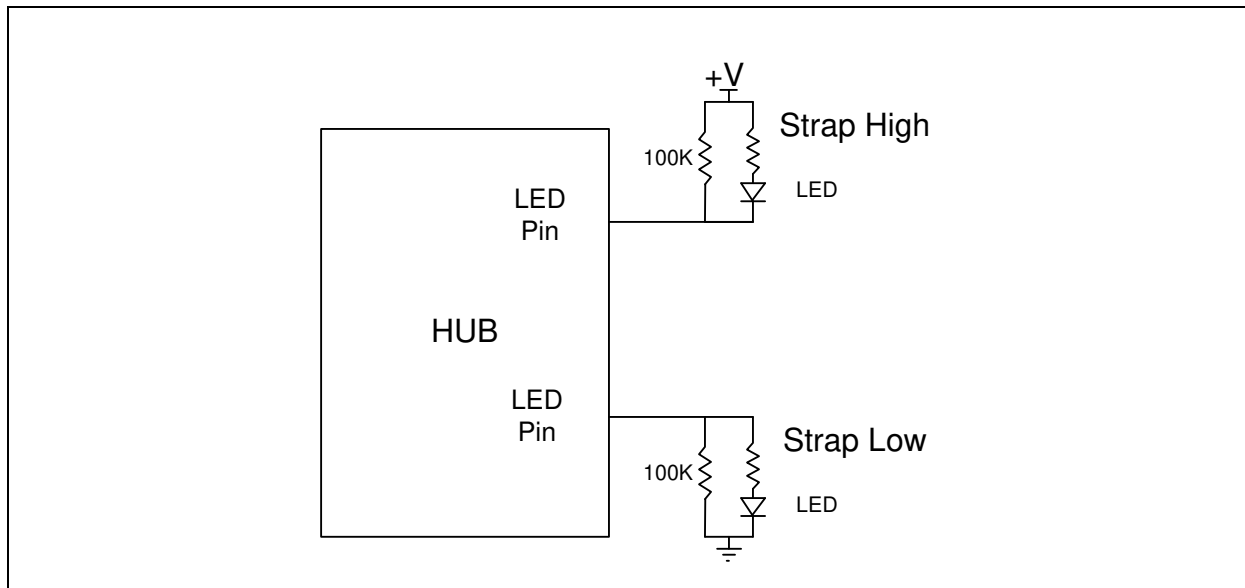 +V
Strap High
100K
LED
LED
Pin
HUB
LED
Pin
Strap Low
100K
LED